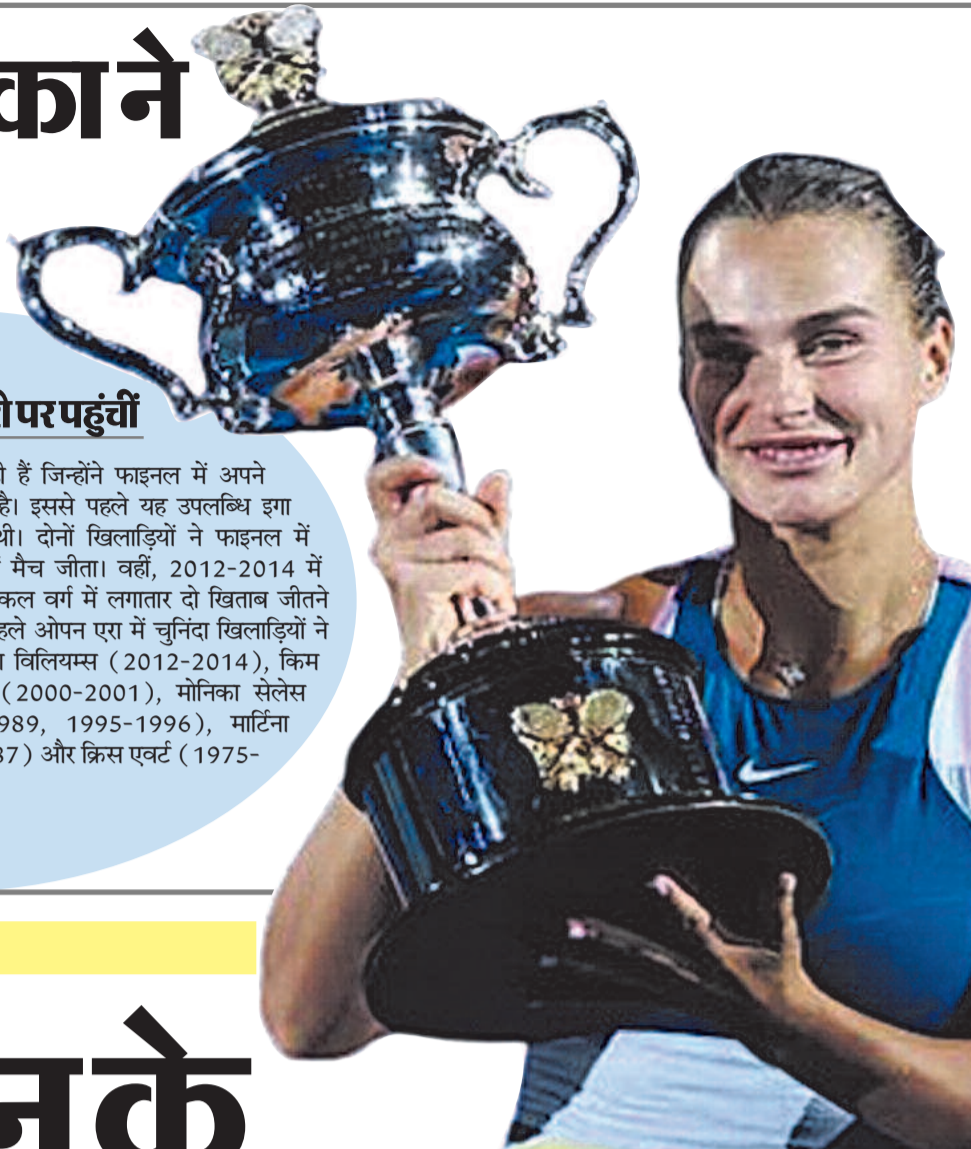 का ने
पर पहुंचीं
हैं जिन्होंने फाइनल में अपने
है। इससे पहले यह उपलब्धि इगा
थी। दोनों खिलाड़ियों ने फाइनल में
मैच जीता। वहीं, 2012-2014 में
कल वर्ग में लगातार दो खिताब जीतने
हले ओपन एरा में चुनिंदा खिलाड़ियों ने
विलियम्स (2012-2014), किम
(2000-2001), मोनिका सेलेस
989, 1995-1996), मार्टिना
37) और क्रिस एवर्ट (1975-
न के